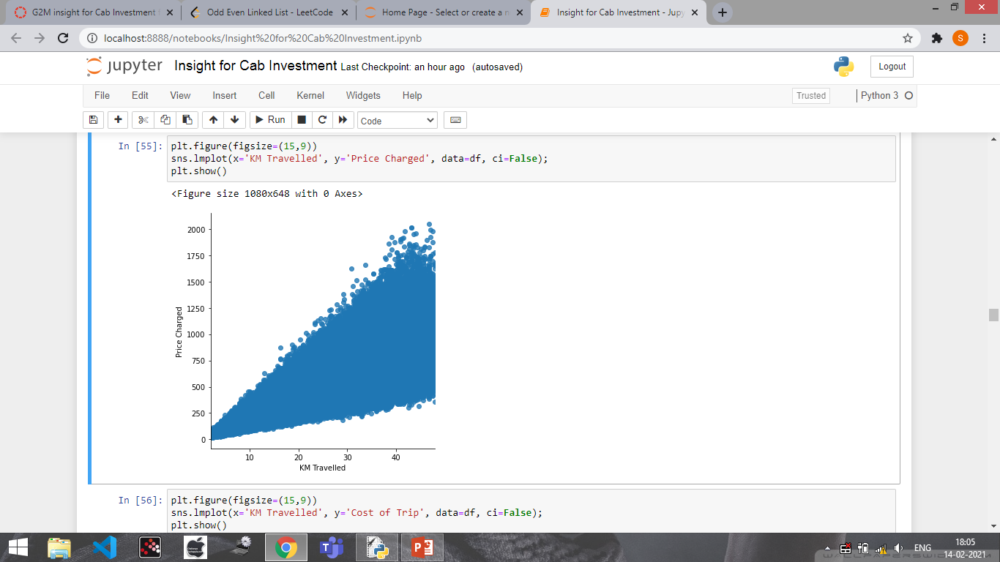 G2M insight for Cab Investment
Odd Even Linked List - LeetCode
Home Page - Select or create a n
Insight for Cab Investment - Jupy
localhost:8888/notebooks/Insight%20for%20Cab%20Investment.ipynb
S
jupyter Insight for Cab Investment Last Checkpoint: an hour ago (autosaved)
Logout
File Edit View Insert Cell Kernel Widgets Help
Trusted
Python 3
Run
Code
In [55]: plt.figure(figsize=(15,9))
sns.lmplot(x='KM Travelled', y='Price Charged', data=df, ci=False);
plt.show()
<Figure size 1080x648 with 0 Axes>
2000
1750
1500
1250
1000
750
500
250
0
Price Charged
10 20 30 40
KM Travelled
In [56]: plt.figure(figsize=(15,9))
sns.lmplot(x='KM Travelled', y='Cost of Trip', data=df, ci=False);
plt.show()
ENG
18:05
14-02-2021